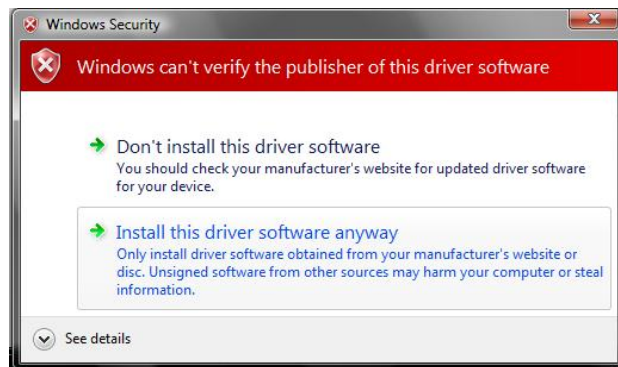 Windows Security
Windows can't verify the publisher of this driver software
Don't install this driver software
You should check your manufacturer's website for updated driver software
for your device.
Install this driver software anyway
Only install driver software obtained from your manufacturer's website or
disc. Unsigned software from other sources may harm your computer or steal
information.
See details